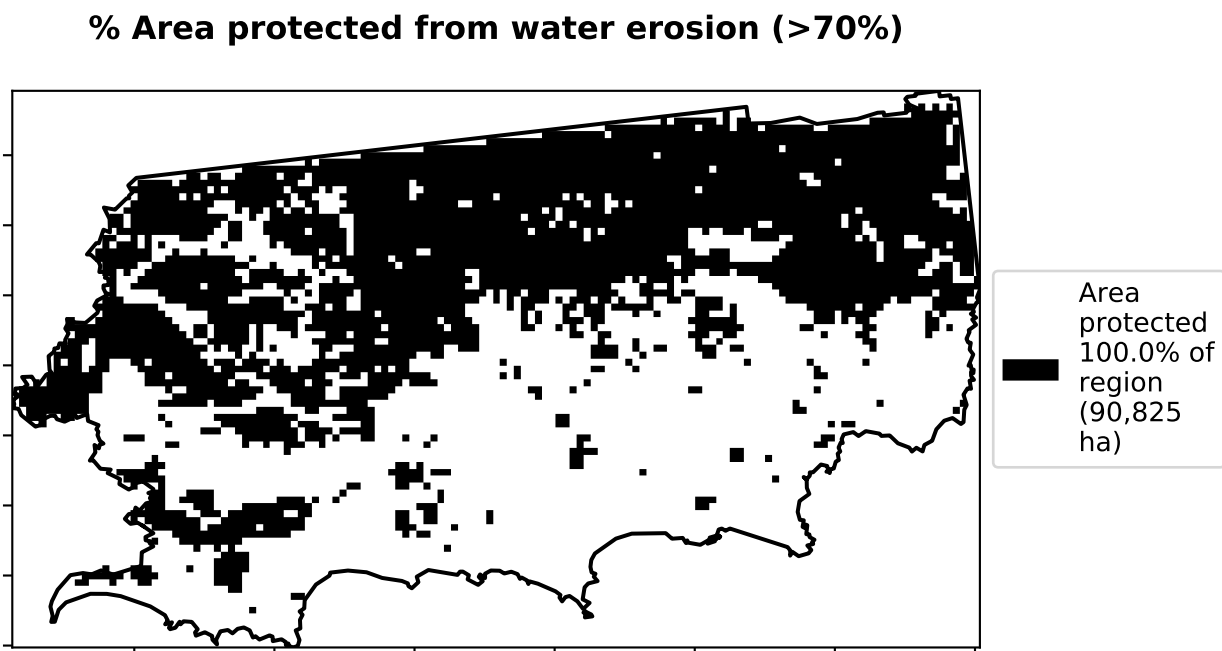 % Area protected from water erosion (>70%)
Area
protected
100.0% of
region
(90,825
ha)